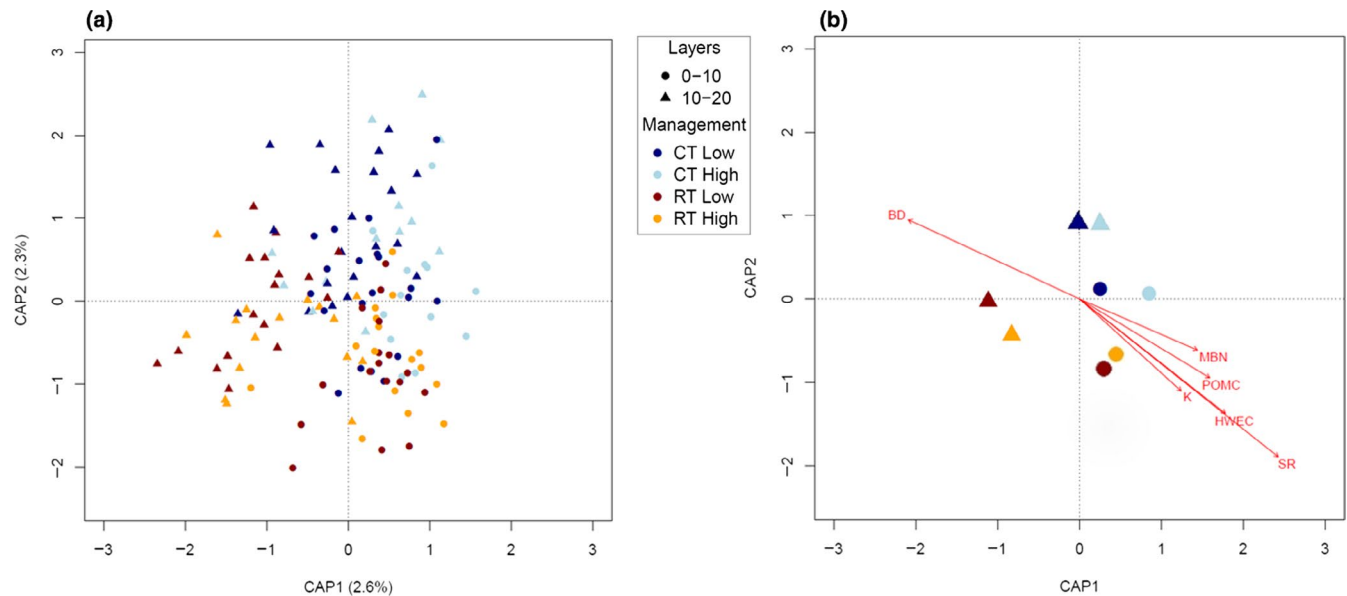 (a)
3
2
1
0
−1
−2
CAP2 (2.3%)
−3 −2 −1 0 1 2 3
CAP1 (2.6%)
Layers
0−10
10−20
Management
CT Low
CT High
RT Low
RT High
(b)
3
2
1
0
−1
−2
CAP2
BD
MBN
POMC
K
HWEC
SR
−3 −2 −1 0 1 2 3
CAP1